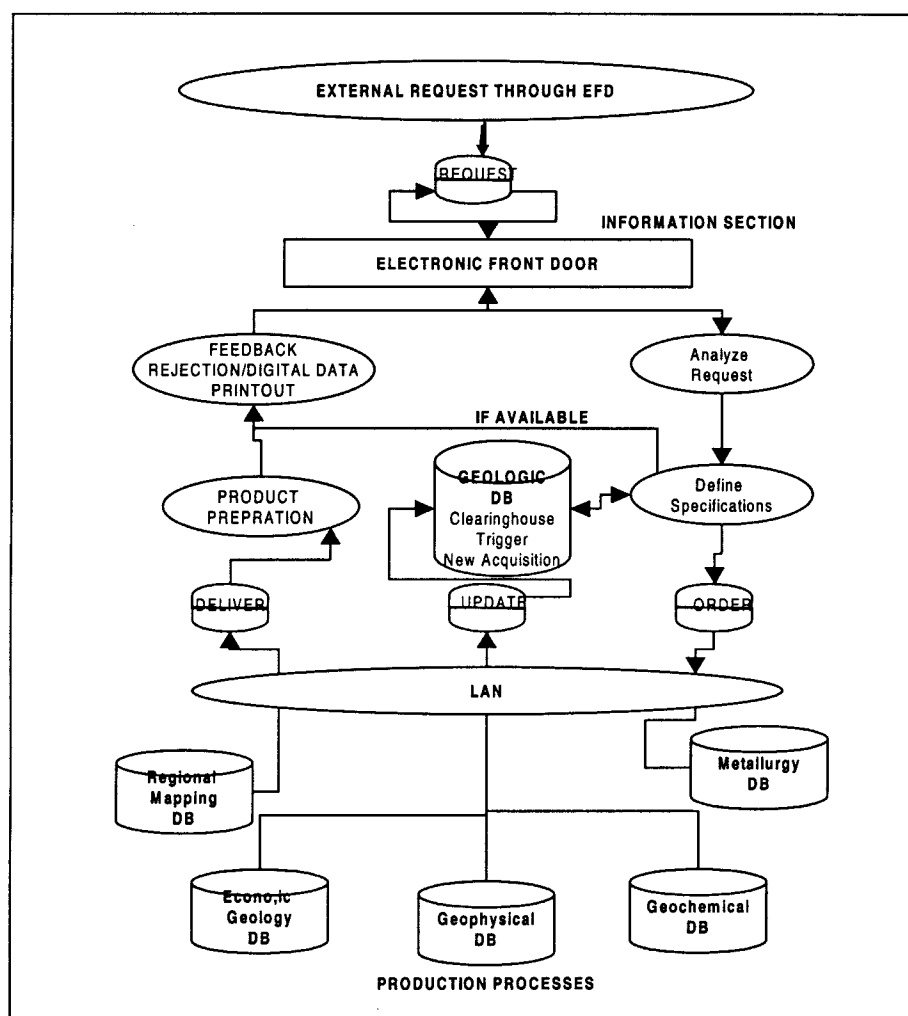 EXTERNAL REQUEST THROUGH EFD
REQUEST
INFORMATION SECTION
ELECTRONIC FRONT DOOR
FEEDBACK
REJECTION/DIGITAL DATA
PRINTOUT
Analyze
Request
IF AVAILABLE
GEOLOGIC
DB
Clearinghouse
Trigger
New Acquisition
PRODUCT
PREPRATION
Define
Specifications
DELIVER
UPDATE
ORDER
LAN
Regional
Mapping
DB
Metallurgy
DB
Econo,ic
Geology
DB
Geophysical
DB
Geochemical
DB
PRODUCTION PROCESSES